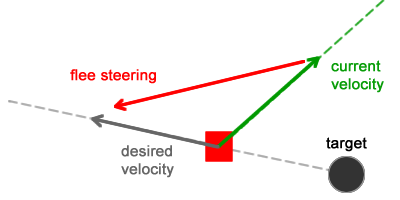 flee steering
current
velocity
target
desired
velocity